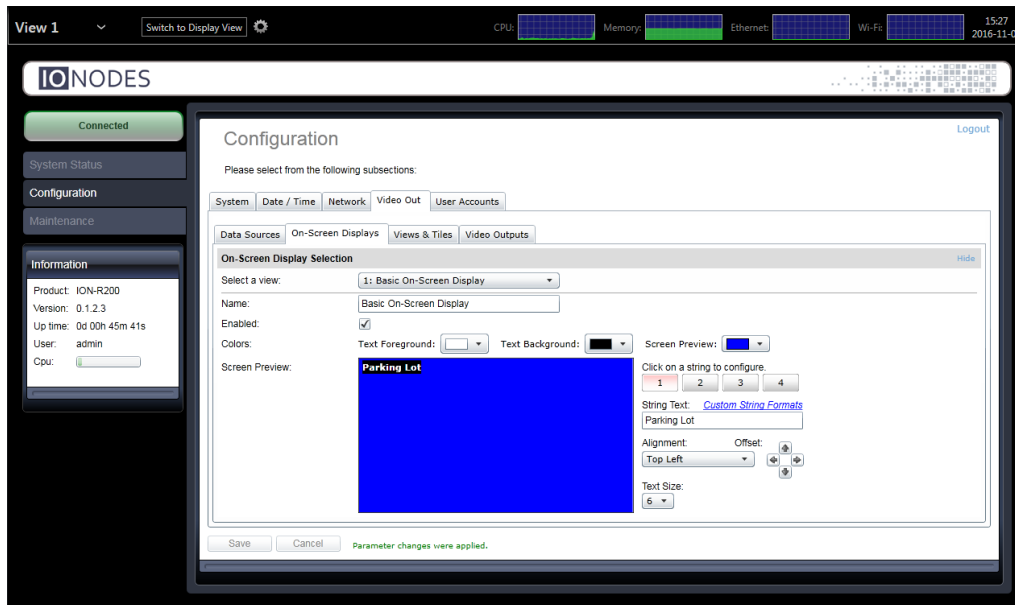 View 1
Switch to Display View
CPU:
Memory:
Ethernet:
Wi-Fi:
15:27
2016-11-0
IONODES
Connected
System Status
Configuration
Maintenance
Information
Product: ION-R200
Version: 0.1.2.3
Up time: 0d 00h 45m 41s
User: admin
Cpu:
Logout
Configuration
Please select from the following subsections:
System Date / Time Network Video Out User Accounts
Data Sources On-Screen Displays Views & Tiles Video Outputs
On-Screen Display Selection Hide
Select a view: 1: Basic On-Screen Display
Name: Basic On-Screen Display
Enabled:
Colors: Text Foreground: Text Background: Screen Preview:
Screen Preview: Parking Lot
Click on a string to configure.
1 2 3 4
String Text: Custom String Formats
Parking Lot
Alignment: Offset:
Top Left
Text Size:
6
Save Cancel Parameter changes were applied.